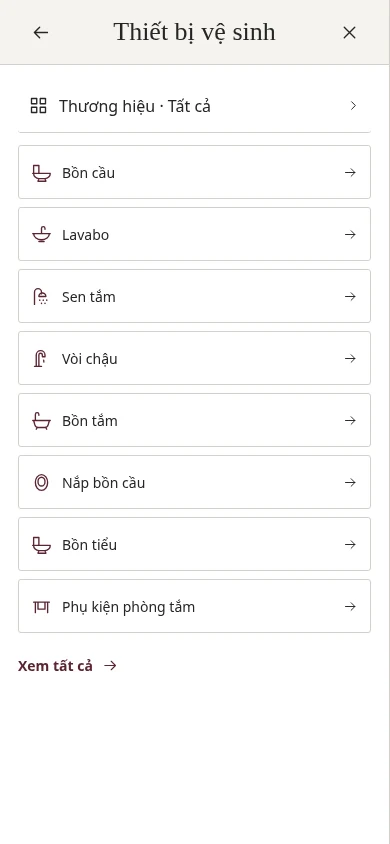 Thiết bị vệ sinh
Thương hiệu · Tất cả
Bồn cầu
Lavabo
Sen tắm
Vòi chậu
Bồn tắm
Nắp bồn cầu
Bồn tiểu
Phụ kiện phòng tắm
Xem tất cả